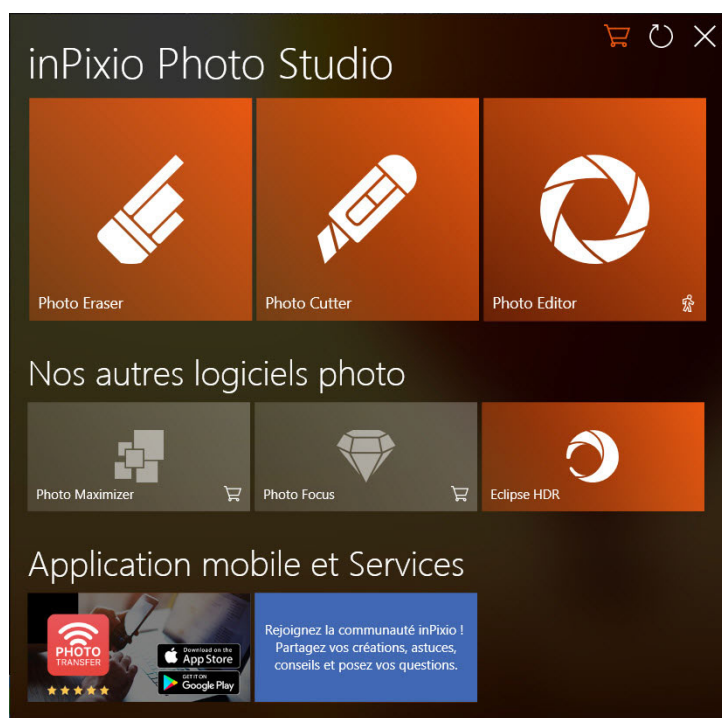 inPixio Photo Studio
Photo Eraser
Photo Cutter
Photo Editor
Nos autres logiciels photo
Photo Maximizer
Photo Focus
Eclipse HDR
Application mobile et Services
PHOTO
TRANSFER
Download on the
App Store
GET IT ON
Google Play
Rejoignez la communauté inPixio !
Partagez vos créations, astuces,
conseils et posez vos questions.